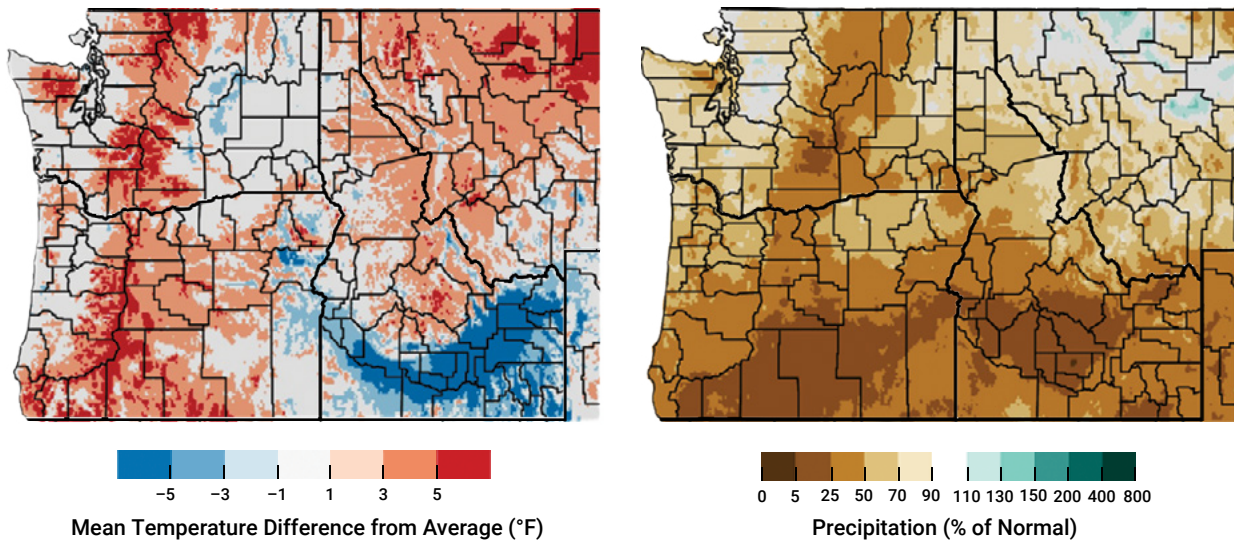 −5 −3 −1 1 3 5
Mean Temperature Difference from Average (°F)
0 5 25 50 70 90 110 130 150 200 400 800
Precipitation (% of Normal)